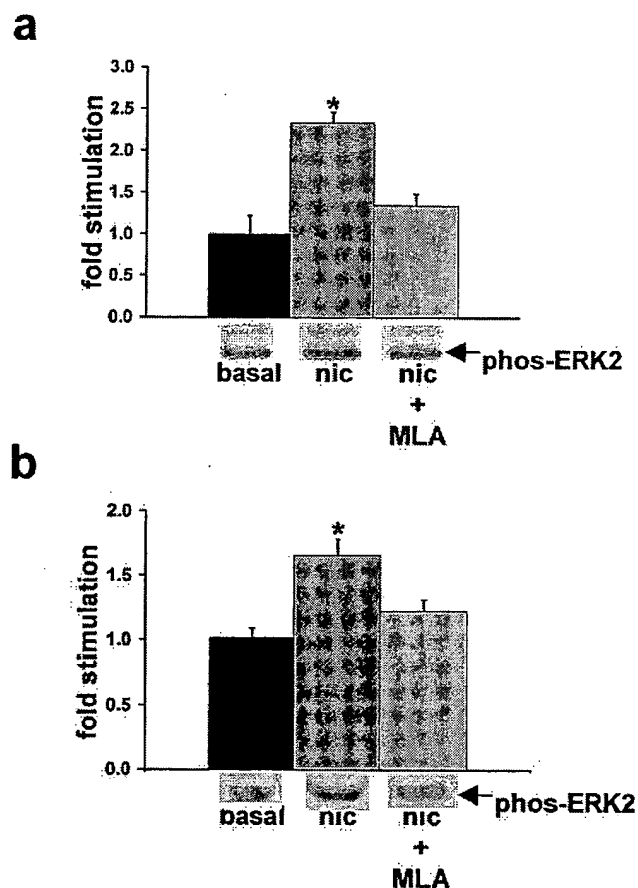 a
fold stimulation
3.0
2.5
2.0
1.5
1.0
0.5
0.0
*
basal
nic
nic
+
MLA
phos-ERK2
b
fold stimulation
2.0
1.5
1.0
0.5
0.0
*
basal
nic
nic
+
MLA
phos-ERK2